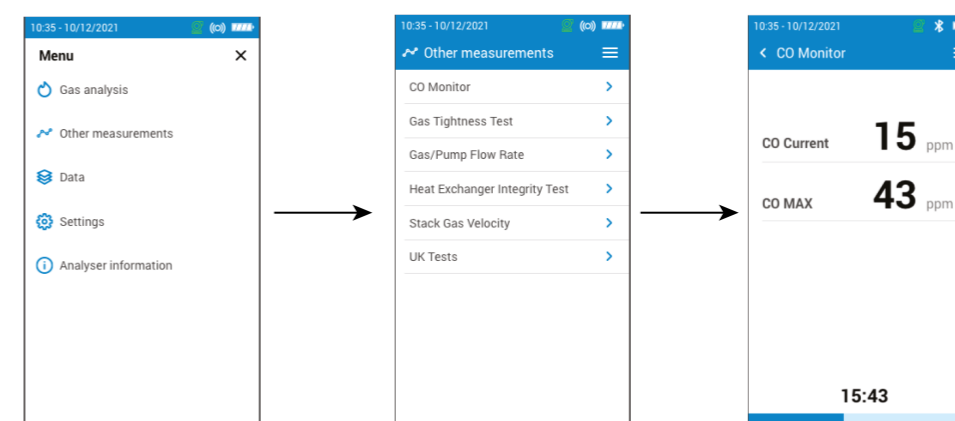 10:35 - 10/12/2021
Menu
Gas analysis
Other measurements
Data
Settings
Analyser information
10:35 - 10/12/2021
Other measurements
CO Monitor
Gas Tightness Test
Gas/Pump Flow Rate
Heat Exchanger Integrity Test
Stack Gas Velocity
UK Tests
10:35 - 10/12/2021
CO Monitor
CO Current 15 ppm
CO MAX 43 ppm
15:43